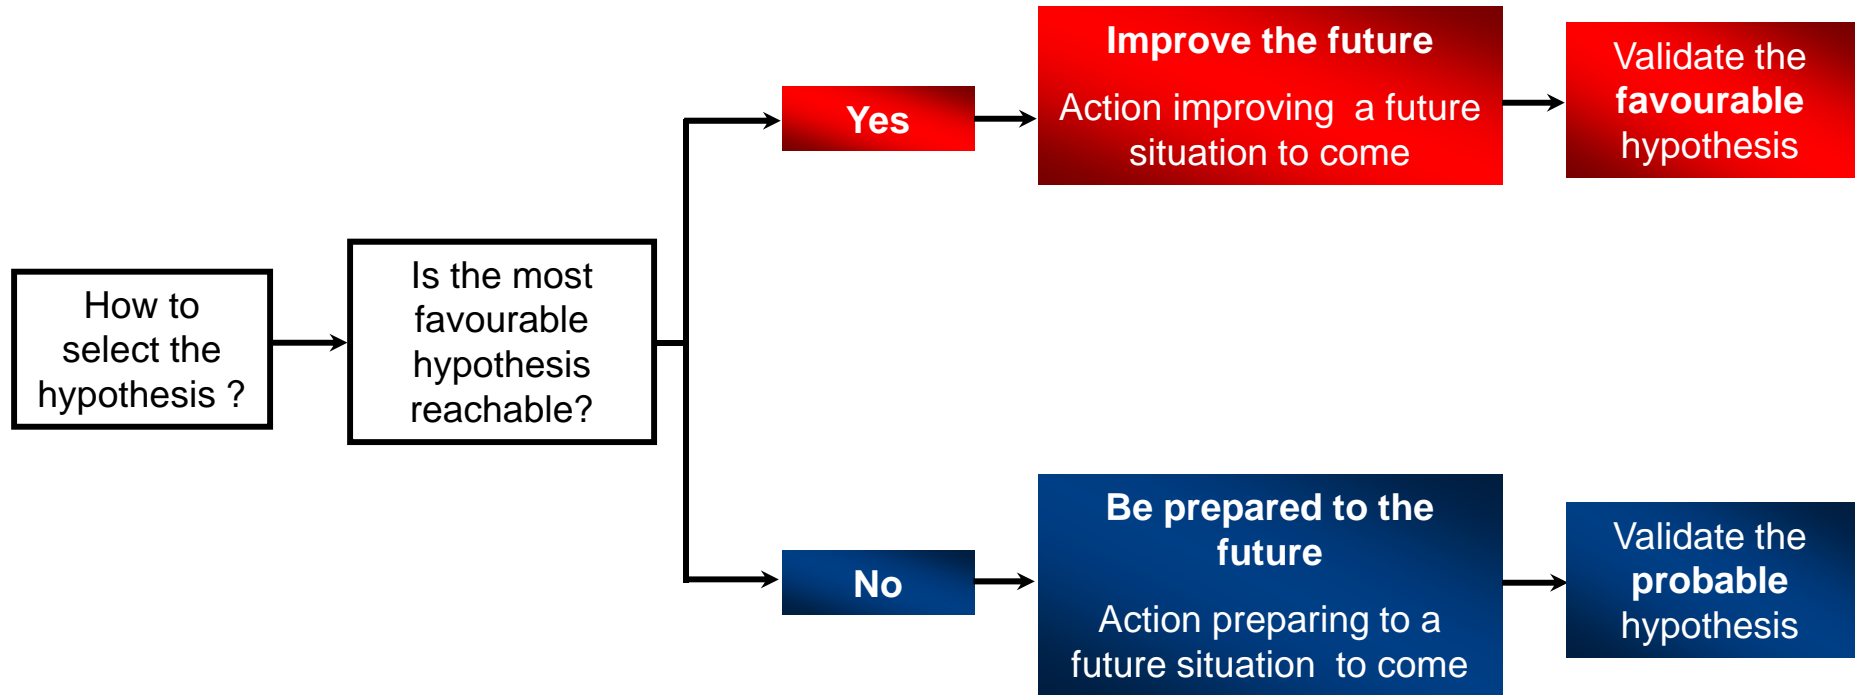 How to
select the
hypothesis ?
Is the most
favourable
hypothesis
reachable?
Yes
Improve the future
Action improving a future
situation to come
Validate the
favourable
hypothesis
No
Be prepared to the
future
Action preparing to a
future situation to come
Validate the
probable
hypothesis